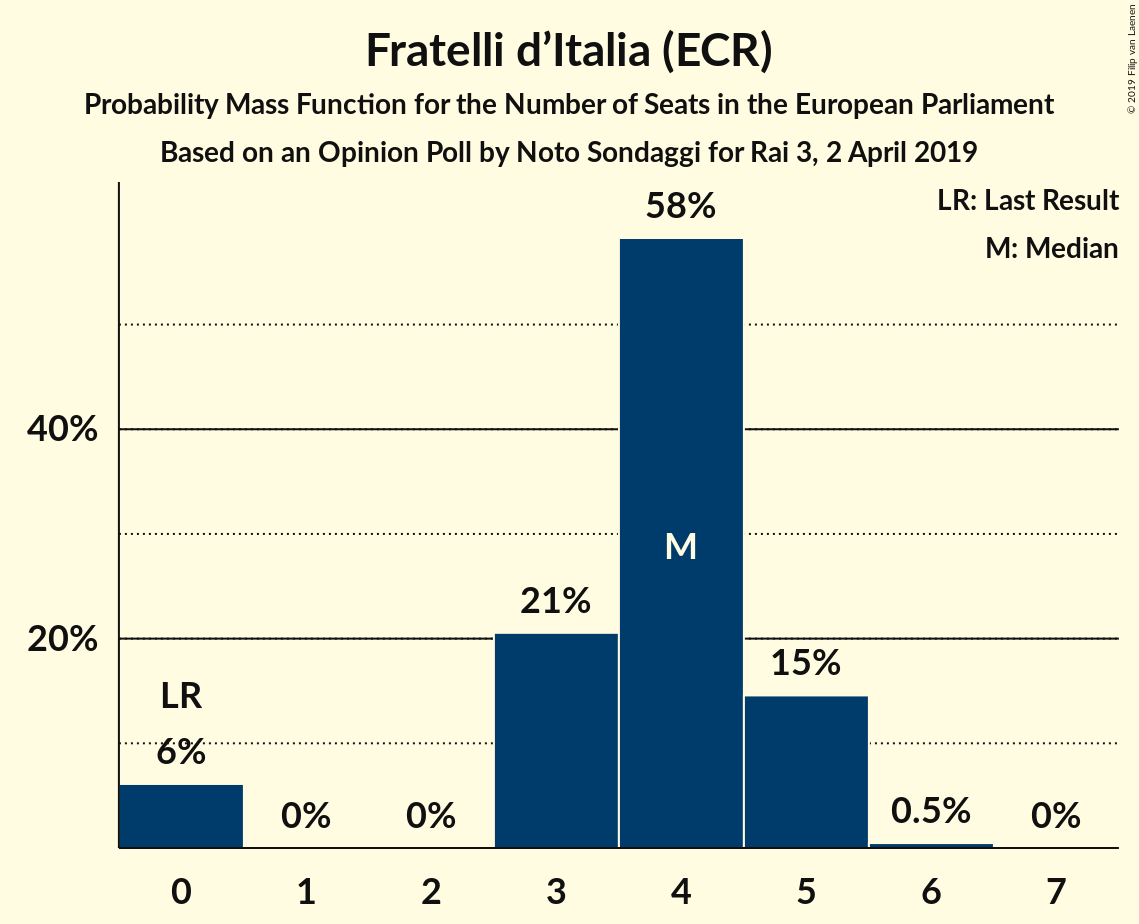 Fratelli d’Italia (ECR)
Probability Mass Function for the Number of Seats in the European Parliament
Based on an Opinion Poll by Noto Sondaggi for Rai 3, 2 April 2019
© 2019 Filip van Laenen
LR: Last Result
M: Median
58%
40%
M
21%
20%
15%
LR
6%
0%
0%
0.5%
0%
0 1 2 3 4 5 6 7